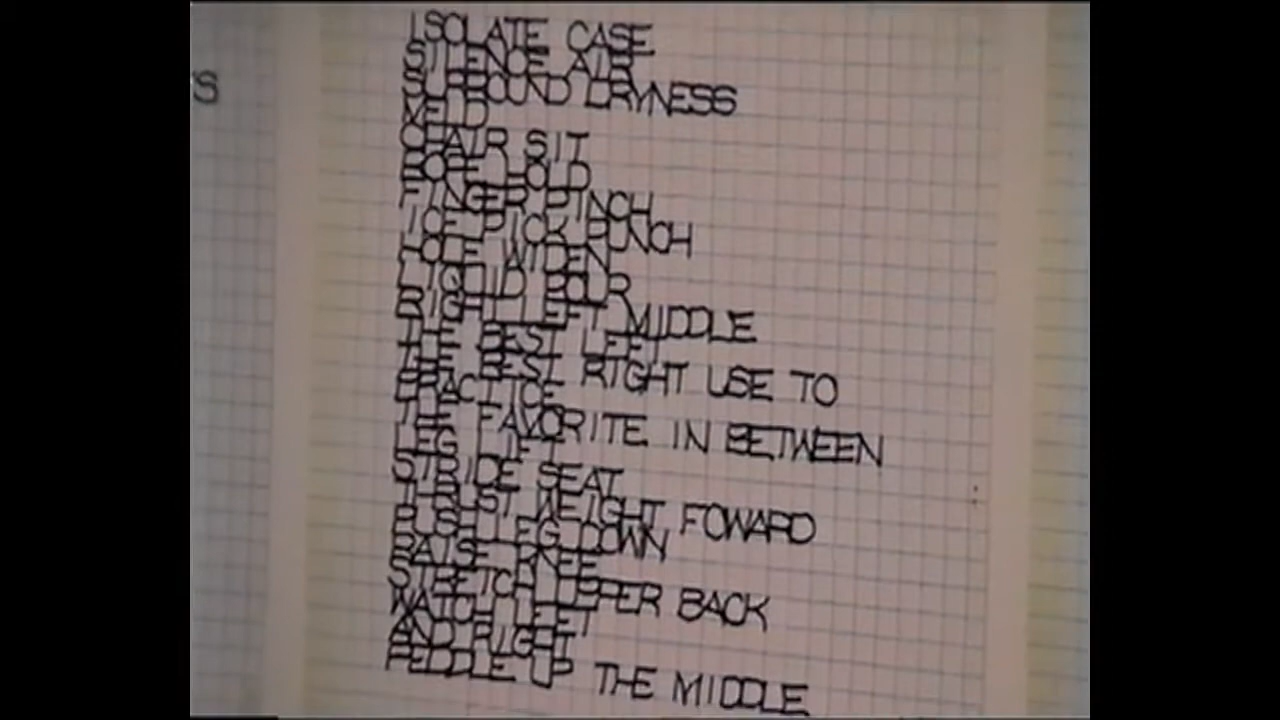 S
ISOLATE CASE
SILENCE AIR
SURROUND DRYNESS
MELD
CHAIR SIT
ROPE HOLD
FINGER PINCH
ICE PICK PUNCH
HOLE WIDEN
LIQUID POUR
RIGHT LEFT MIDDLE
THE BEST LEFT
THE BEST RIGHT USE TO
PRACTICE
THE FAVORITE IN BETWEEN
LEG LIFT
STRIDE SEAT
THRUST WEIGHT FOWARD
PUSH LEG DOWN
RAISE KNEE
STRETCH UPPER BACK
WATCH LEFT
AND RIGHT
PEDDLE UP THE MIDDLE